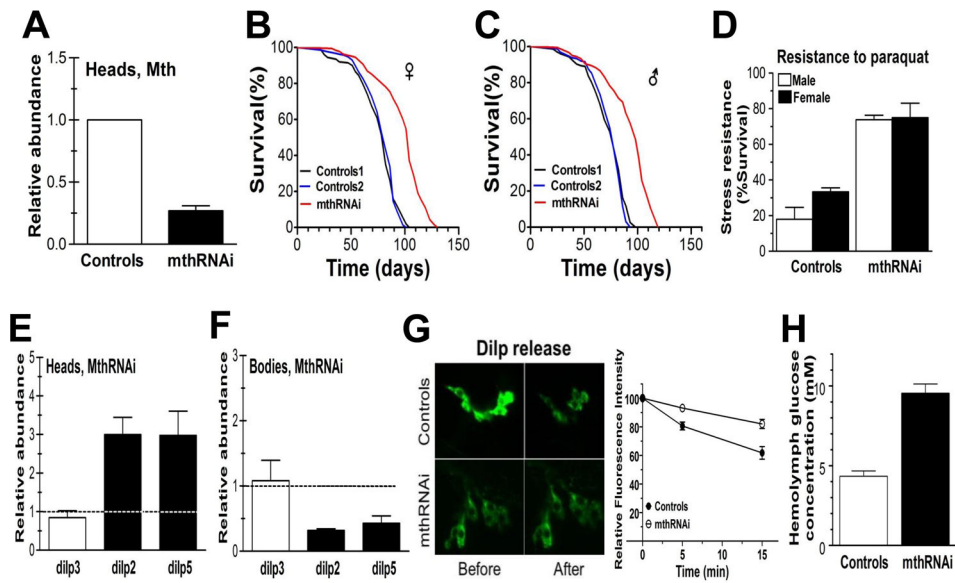 A
Heads, Mth
Relative abundance
1.5
1.0
0.5
0.0
Controls
mthRNAi
B
♀
Survival(%)
100
80
60
40
20
0
Controls1
Controls2
mthRNAi
0
50
100
150
Time (days)
C
♂
Survival(%)
100
80
60
40
20
0
Controls1
Controls2
mthRNAi
0
50
100
150
Time (days)
D
Resistance to paraquat
Male
Female
Stress resistance
(%Survival)
100
80
60
40
20
0
Controls
mthRNAi
E
Heads, MthRNAi
Relative abundance
5
4
3
2
1
0
dilp3
dilp2
dilp5
F
Bodies, MthRNAi
Relative abundance
3
2
1
0
dilp3
dilp2
dilp5
G
Dilp release
Controls
mthRNAi
Before
After
Relative Fluorescence Intensity
100
80
60
40
20
Controls
mthRNAi
0
5
10
15
Time (min)
H
Hemolymph glucose
concentration (mM)
10
5
0
Controls
mthRNAi